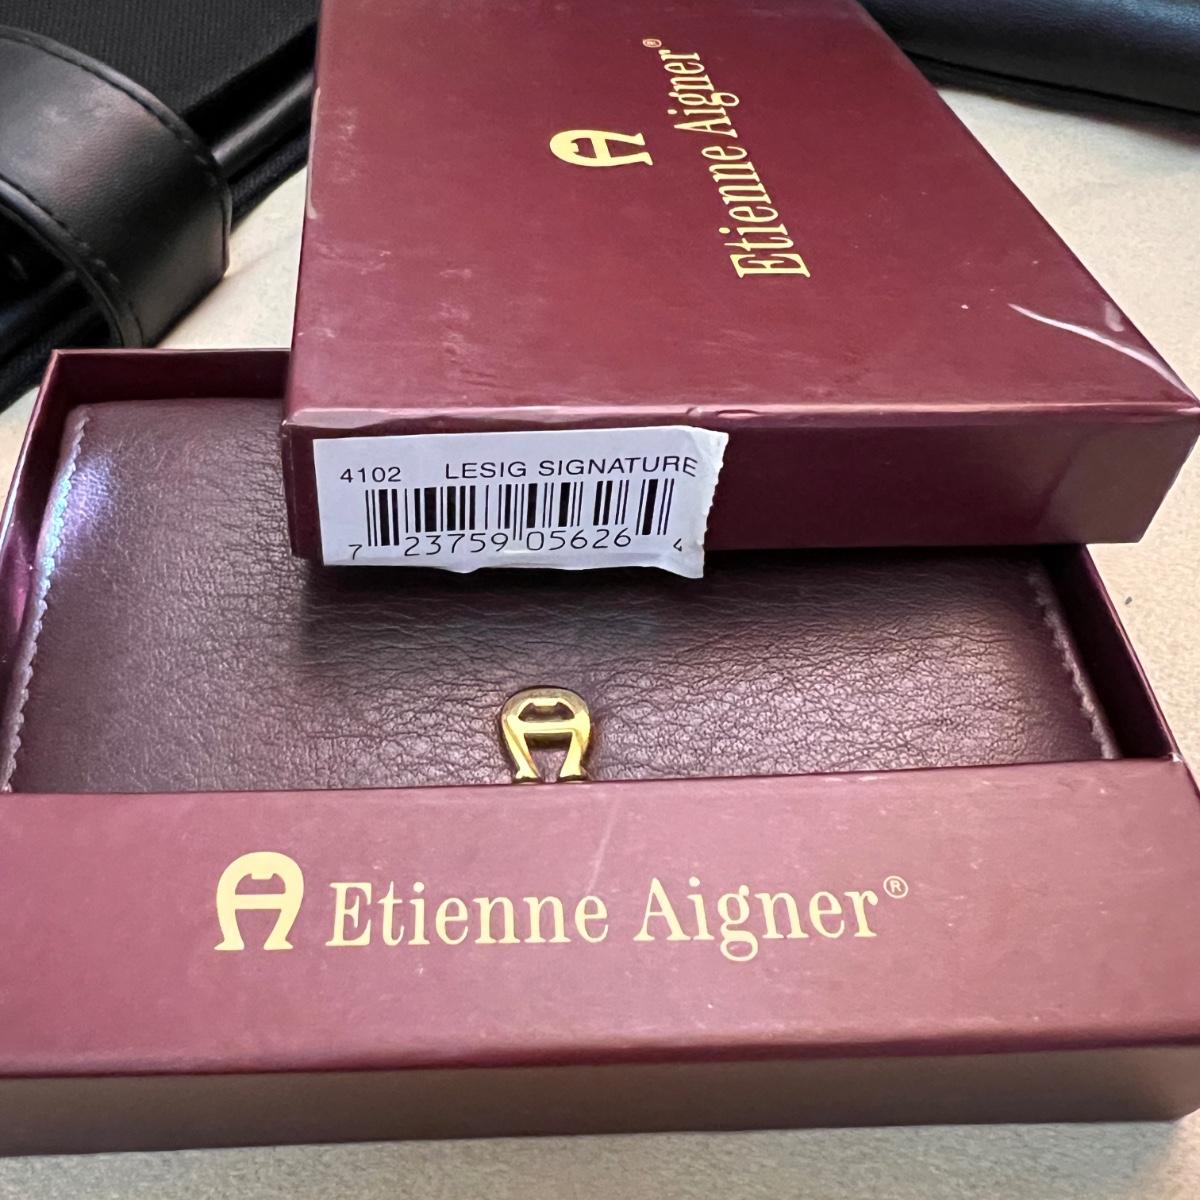 A
Etienne Aigner®
4102 LESIG SIGNATURE
7 23759 05626 4
A
A Etienne Aigner®